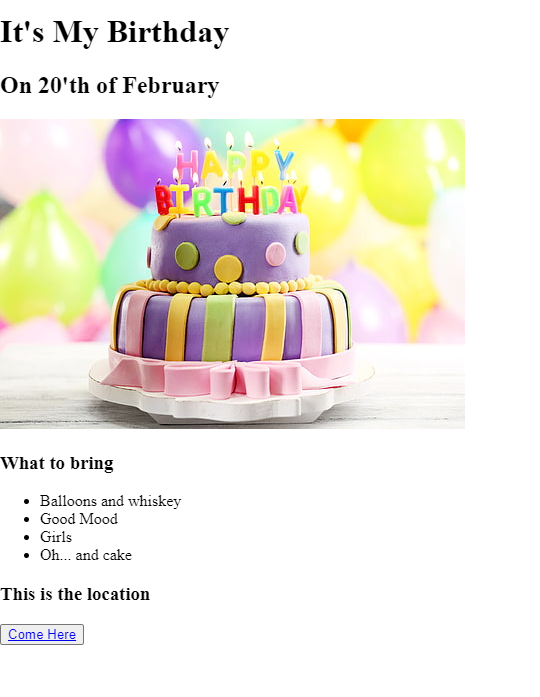 It's My Birthday
On 20'th of February
HAPPY
BIRTHDAY
What to bring
Balloons and whiskey
Good Mood
Girls
Oh... and cake
This is the location
Come Here